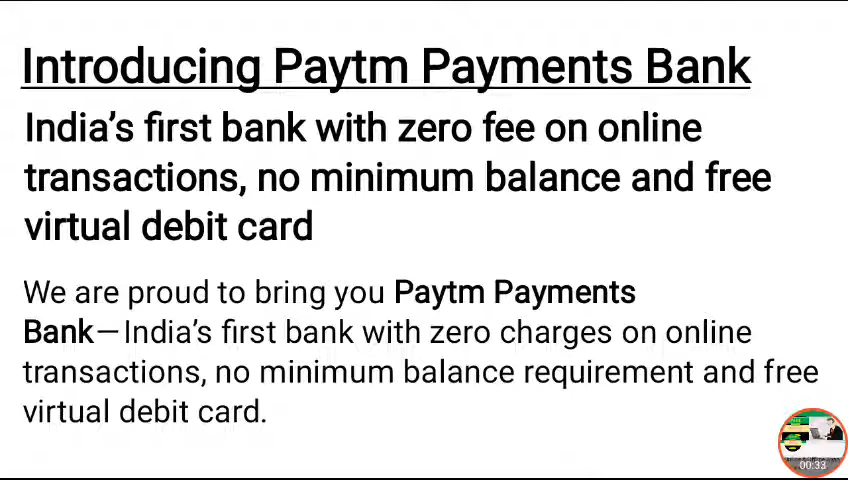 Introducing Paytm Payments Bank
India's first bank with zero fee on online
transactions, no minimum balance and free
virtual debit card
We are proud to bring you Paytm Payments
Bank—India's first bank with zero charges on online
transactions, no minimum balance requirement and free
virtual debit card.
00:33